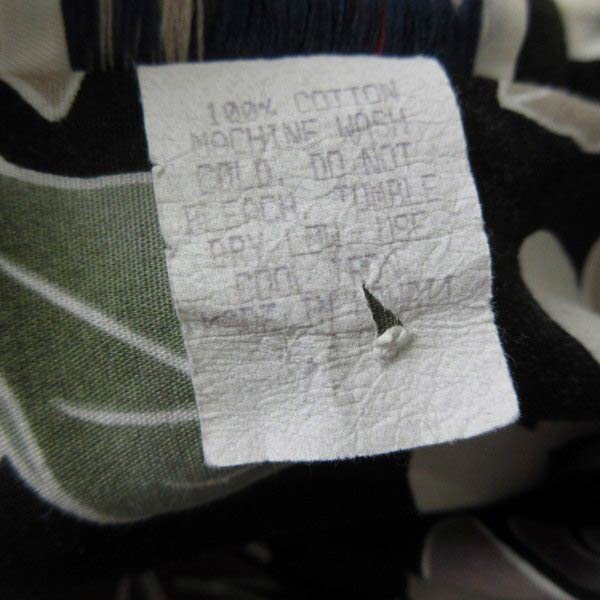 100% COTTON
MACHINE WASH
COLD, DO NOT
BLEACH, TUMBLE
DRY LOW, USE
COOL
MADE IN